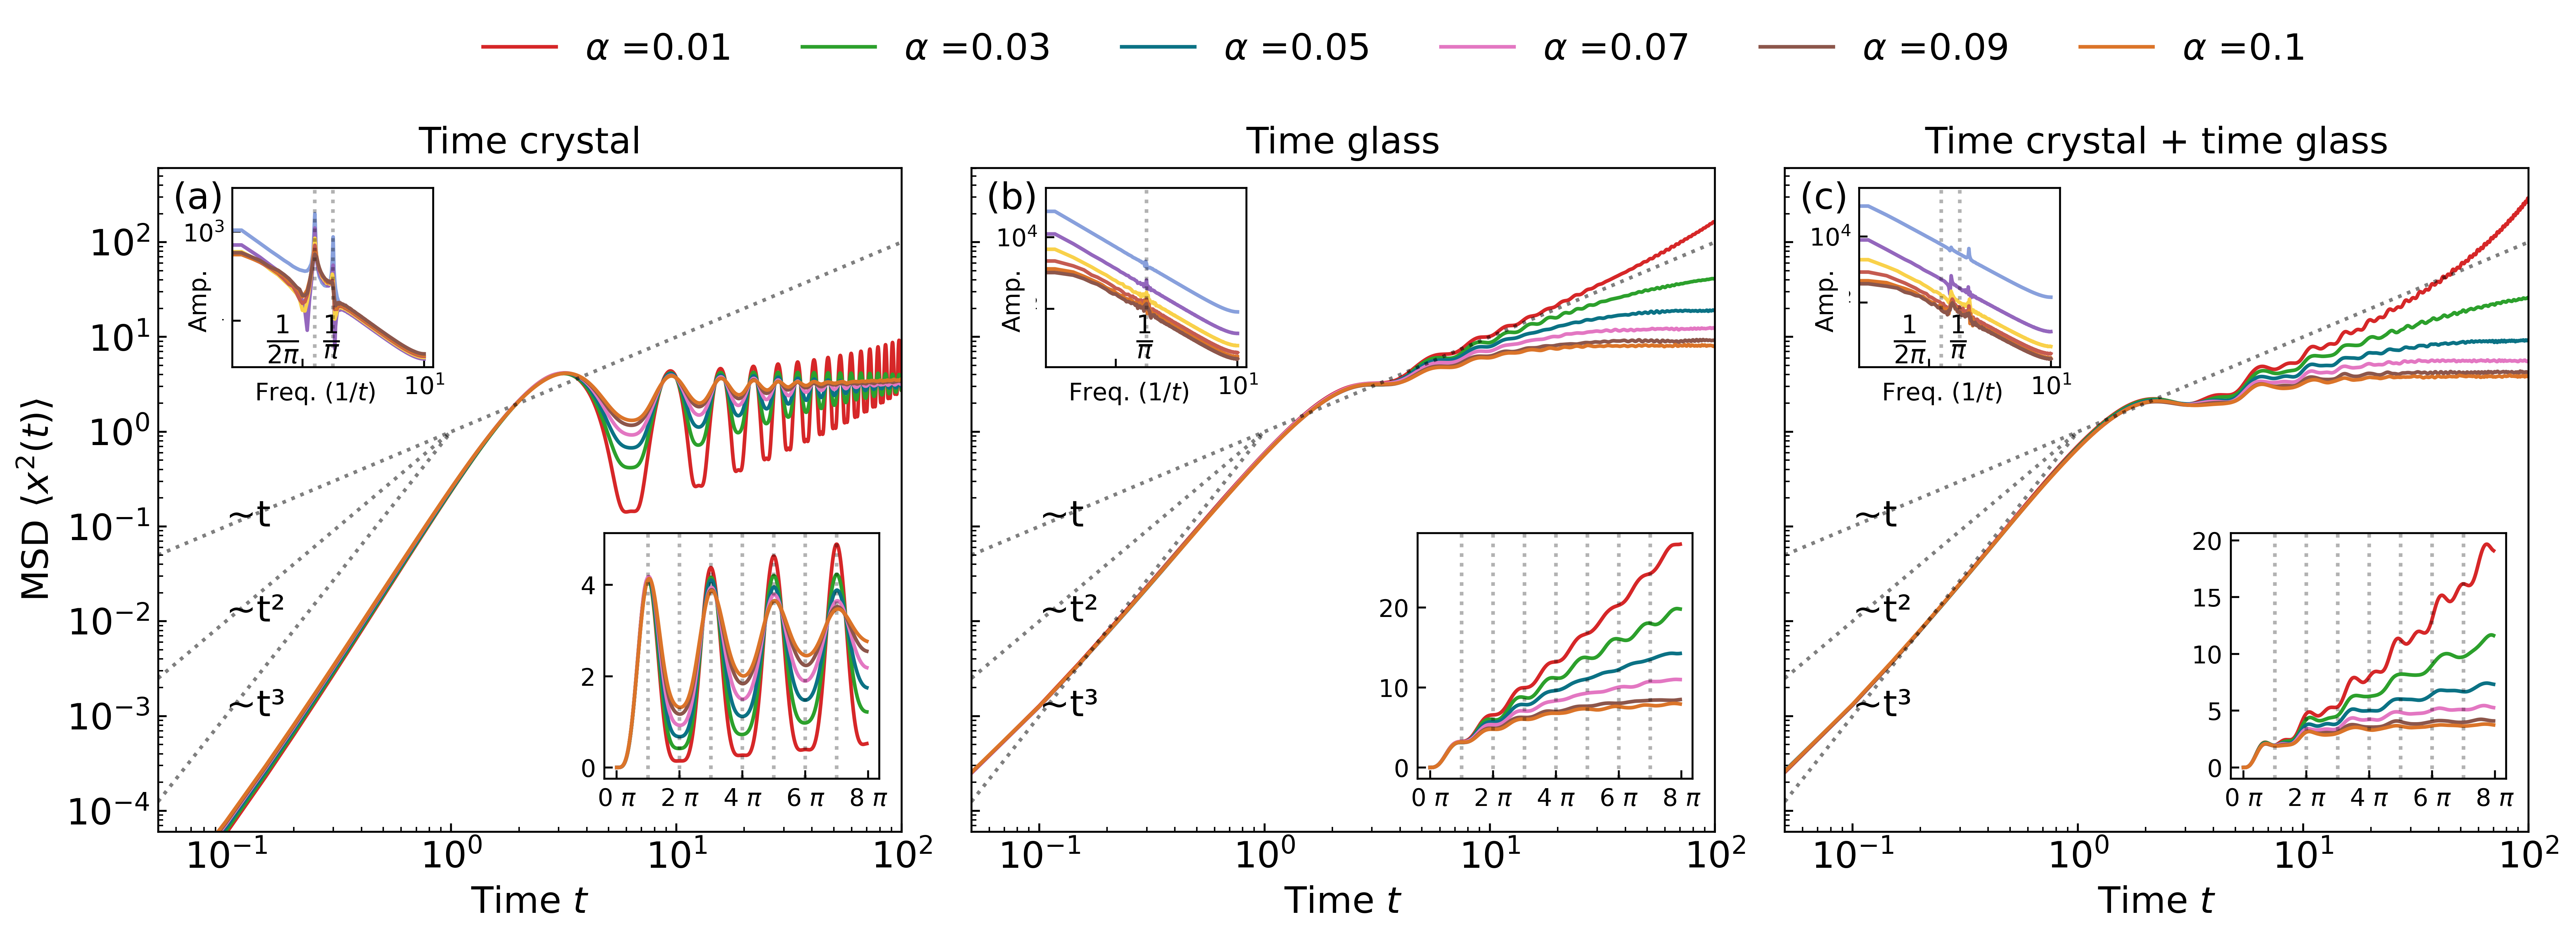 α =0.01 α =0.03 α =0.05 α =0.07 α =0.09 α =0.1
Time crystal
Time glass
Time crystal + time glass
MSD ⟨x²(t)⟩
10²
10¹
10⁰
10⁻¹
10⁻²
10⁻³
10⁻⁴
(a)
10³
Amp.
1/2π 1/π
Freq. (1/t) 10¹
~t
~t²
~t³
4
2
0
0 π 2 π 4 π 6 π 8 π
10⁻¹ 10⁰ 10¹ 10²
Time t
(b)
10⁴
Amp.
1/π
Freq. (1/t) 10¹
~t
~t²
~t³
20
10
0
0 π 2 π 4 π 6 π 8 π
10⁻¹ 10⁰ 10¹ 10²
Time t
(c)
10⁴
Amp.
1/2π 1/π
Freq. (1/t) 10¹
~t
~t²
~t³
20
15
10
5
0
0 π 2 π 4 π 6 π 8 π
10⁻¹ 10⁰ 10¹ 10²
Time t